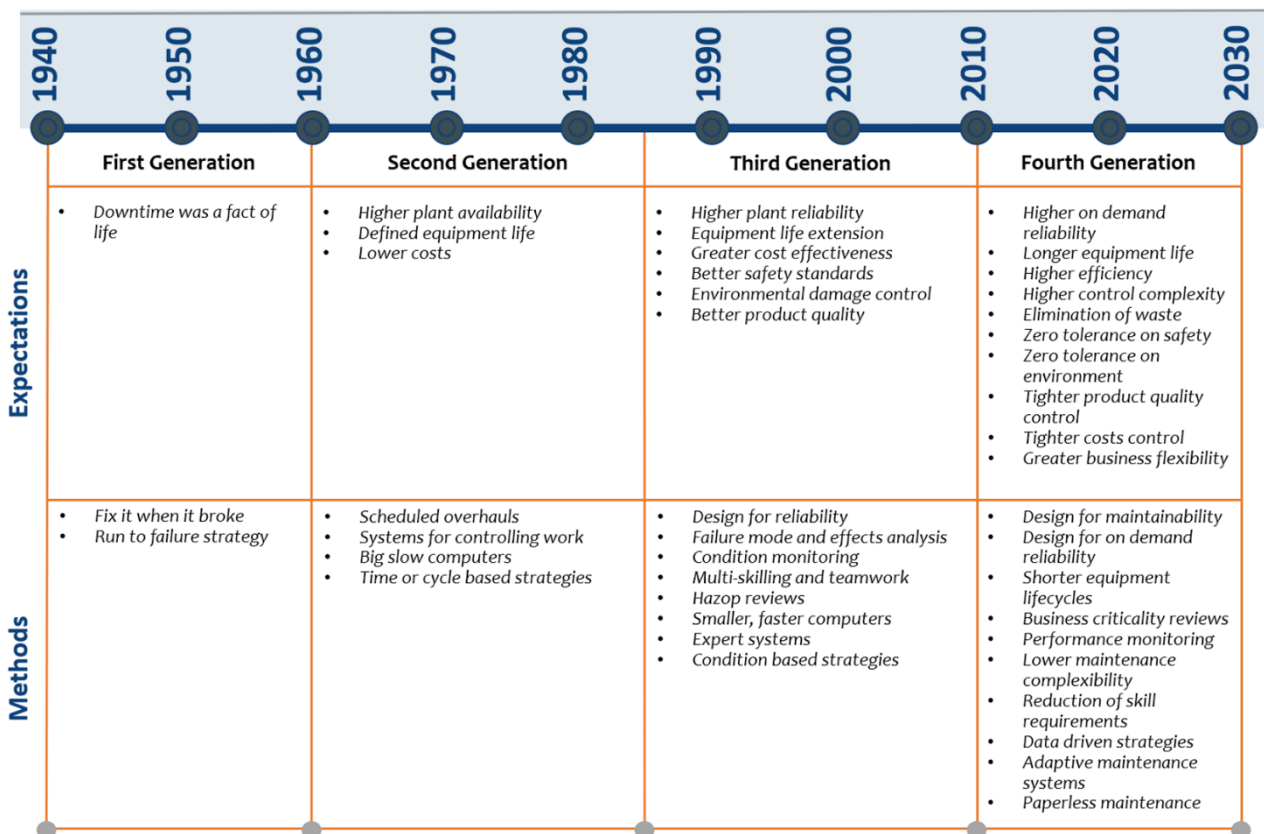 1940
1950
1960
1970
1980
1990
2000
2010
2020
2030
First Generation
Second Generation
Third Generation
Fourth Generation
Expectations
• Downtime was a fact of
life
• Higher plant availability
• Defined equipment life
• Lower costs
• Higher plant reliability
• Equipment life extension
• Greater cost effectiveness
• Better safety standards
• Environmental damage control
• Better product quality
• Higher on demand
reliability
• Longer equipment life
• Higher efficiency
• Higher control complexity
• Elimination of waste
• Zero tolerance on safety
• Zero tolerance on
environment
• Tighter product quality
control
• Tighter costs control
• Greater business flexibility
Methods
• Fix it when it broke
• Run to failure strategy
• Scheduled overhauls
• Systems for controlling work
• Big slow computers
• Time or cycle based strategies
• Design for reliability
• Failure mode and effects analysis
• Condition monitoring
• Multi-skilling and teamwork
• Hazop reviews
• Smaller, faster computers
• Expert systems
• Condition based strategies
• Design for maintainability
• Design for on demand
reliability
• Shorter equipment
lifecycles
• Business criticality reviews
• Performance monitoring
• Lower maintenance
complexibility
• Reduction of skill
requirements
• Data driven strategies
• Adaptive maintenance
systems
• Paperless maintenance